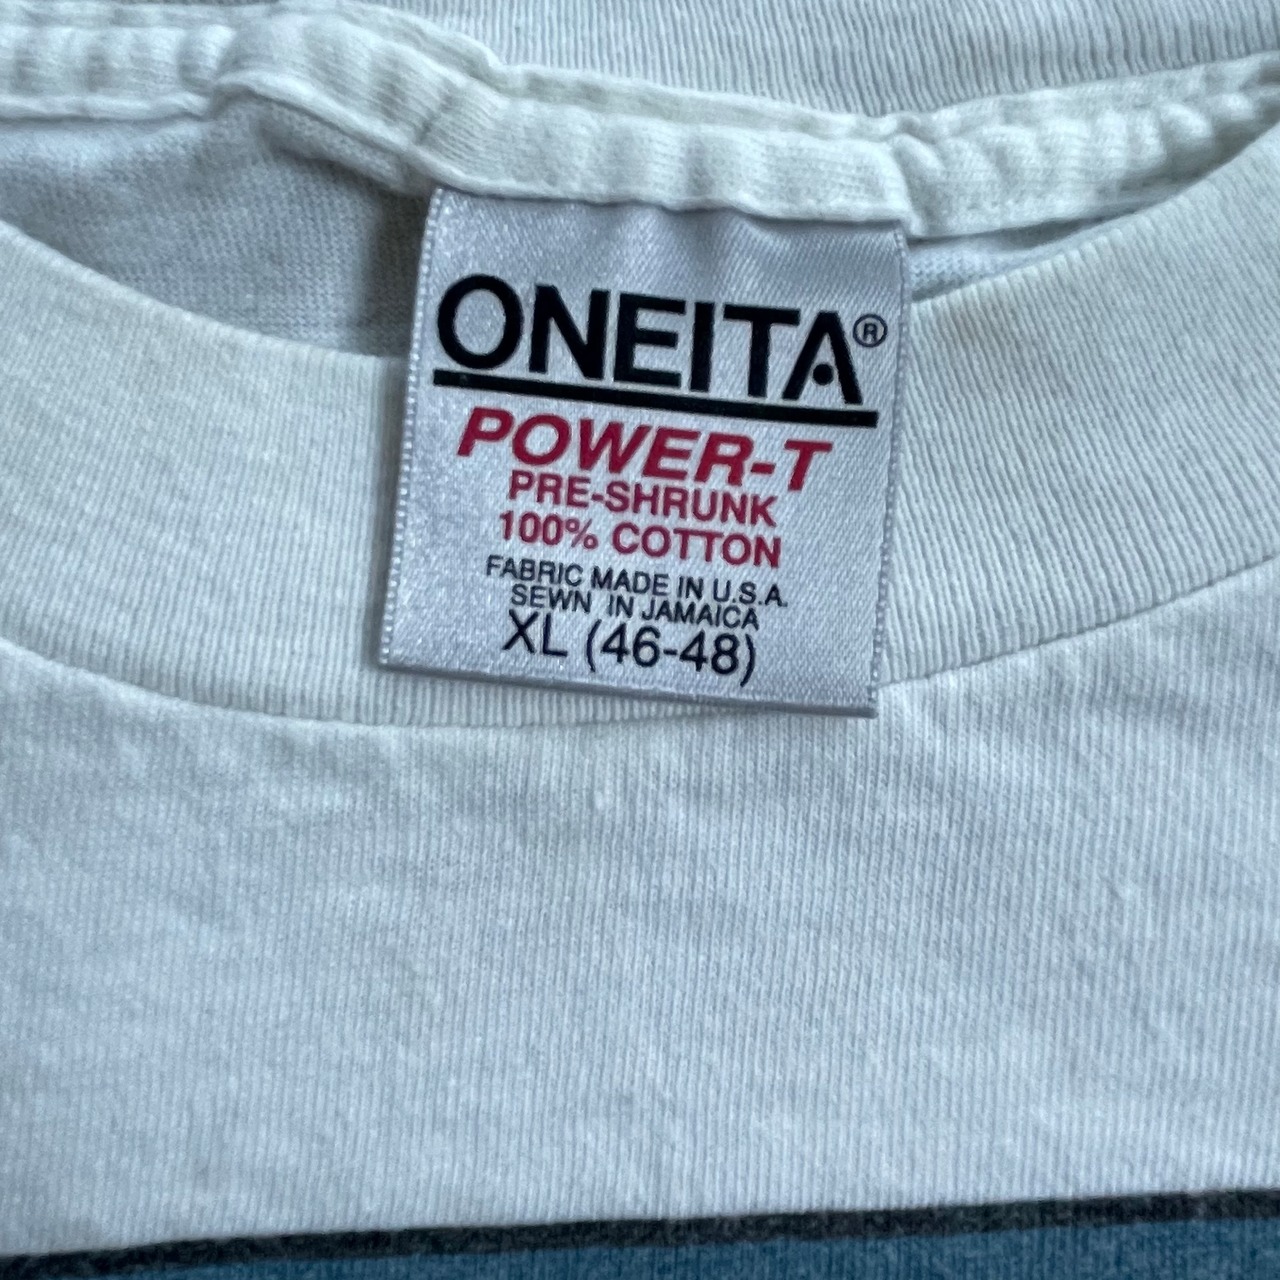 ONEITA®
POWER-T
PRE-SHRUNK
100% COTTON
FABRIC MADE IN U.S.A.
SEWN IN JAMAICA
XL (46-48)